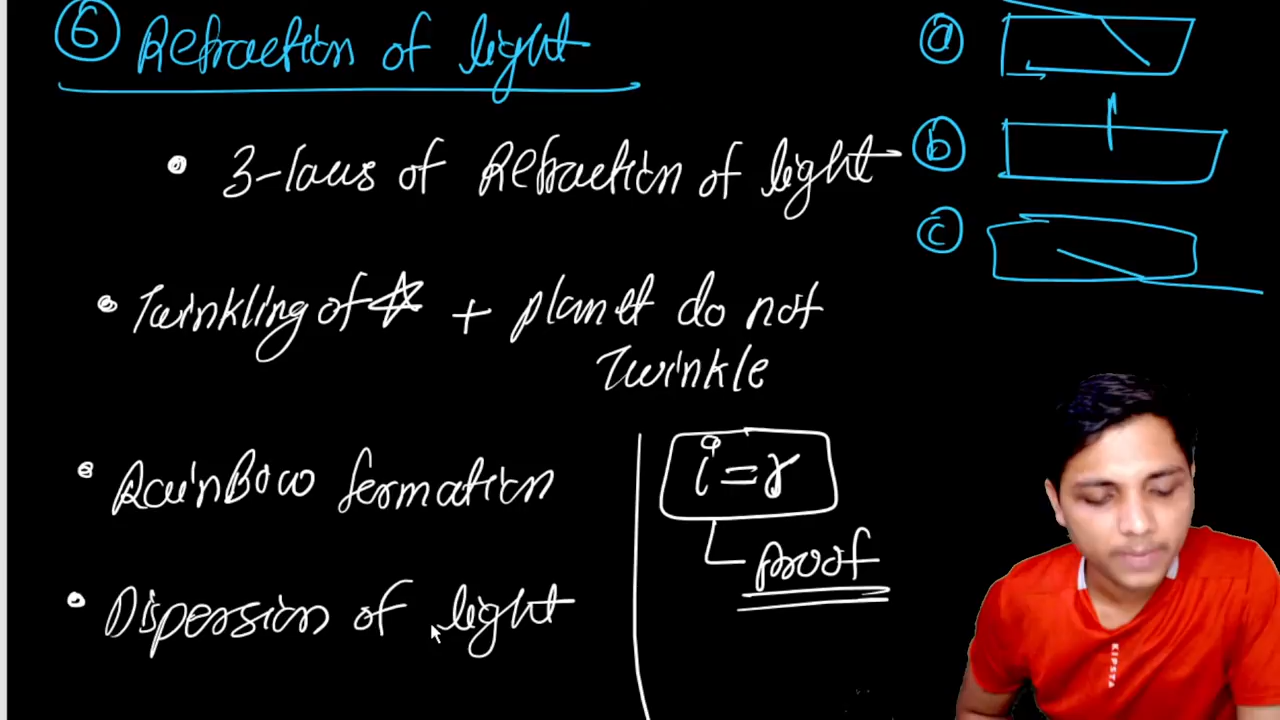 6 Refraction of light
• 3-laws of Refraction of light
a
b
c
• Twinkling of ☆ + planet do not
Twinkle
• RainBow formation
i = r
proof
• Dispersion of light
KIPSTA